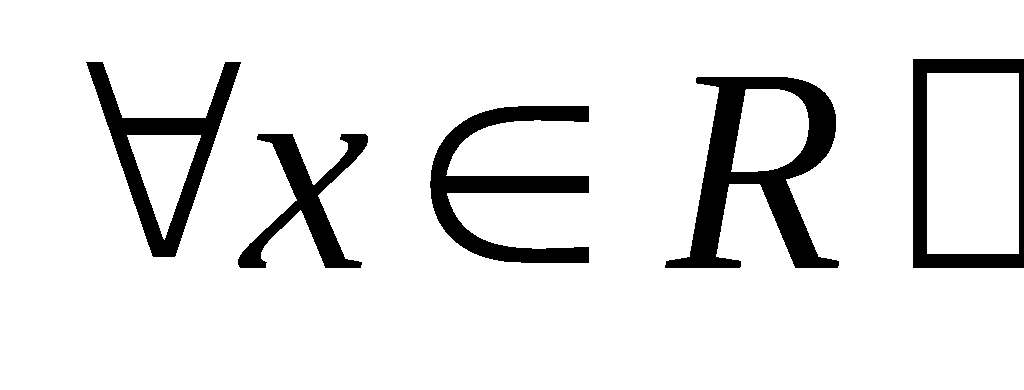 ∀x ∈ R